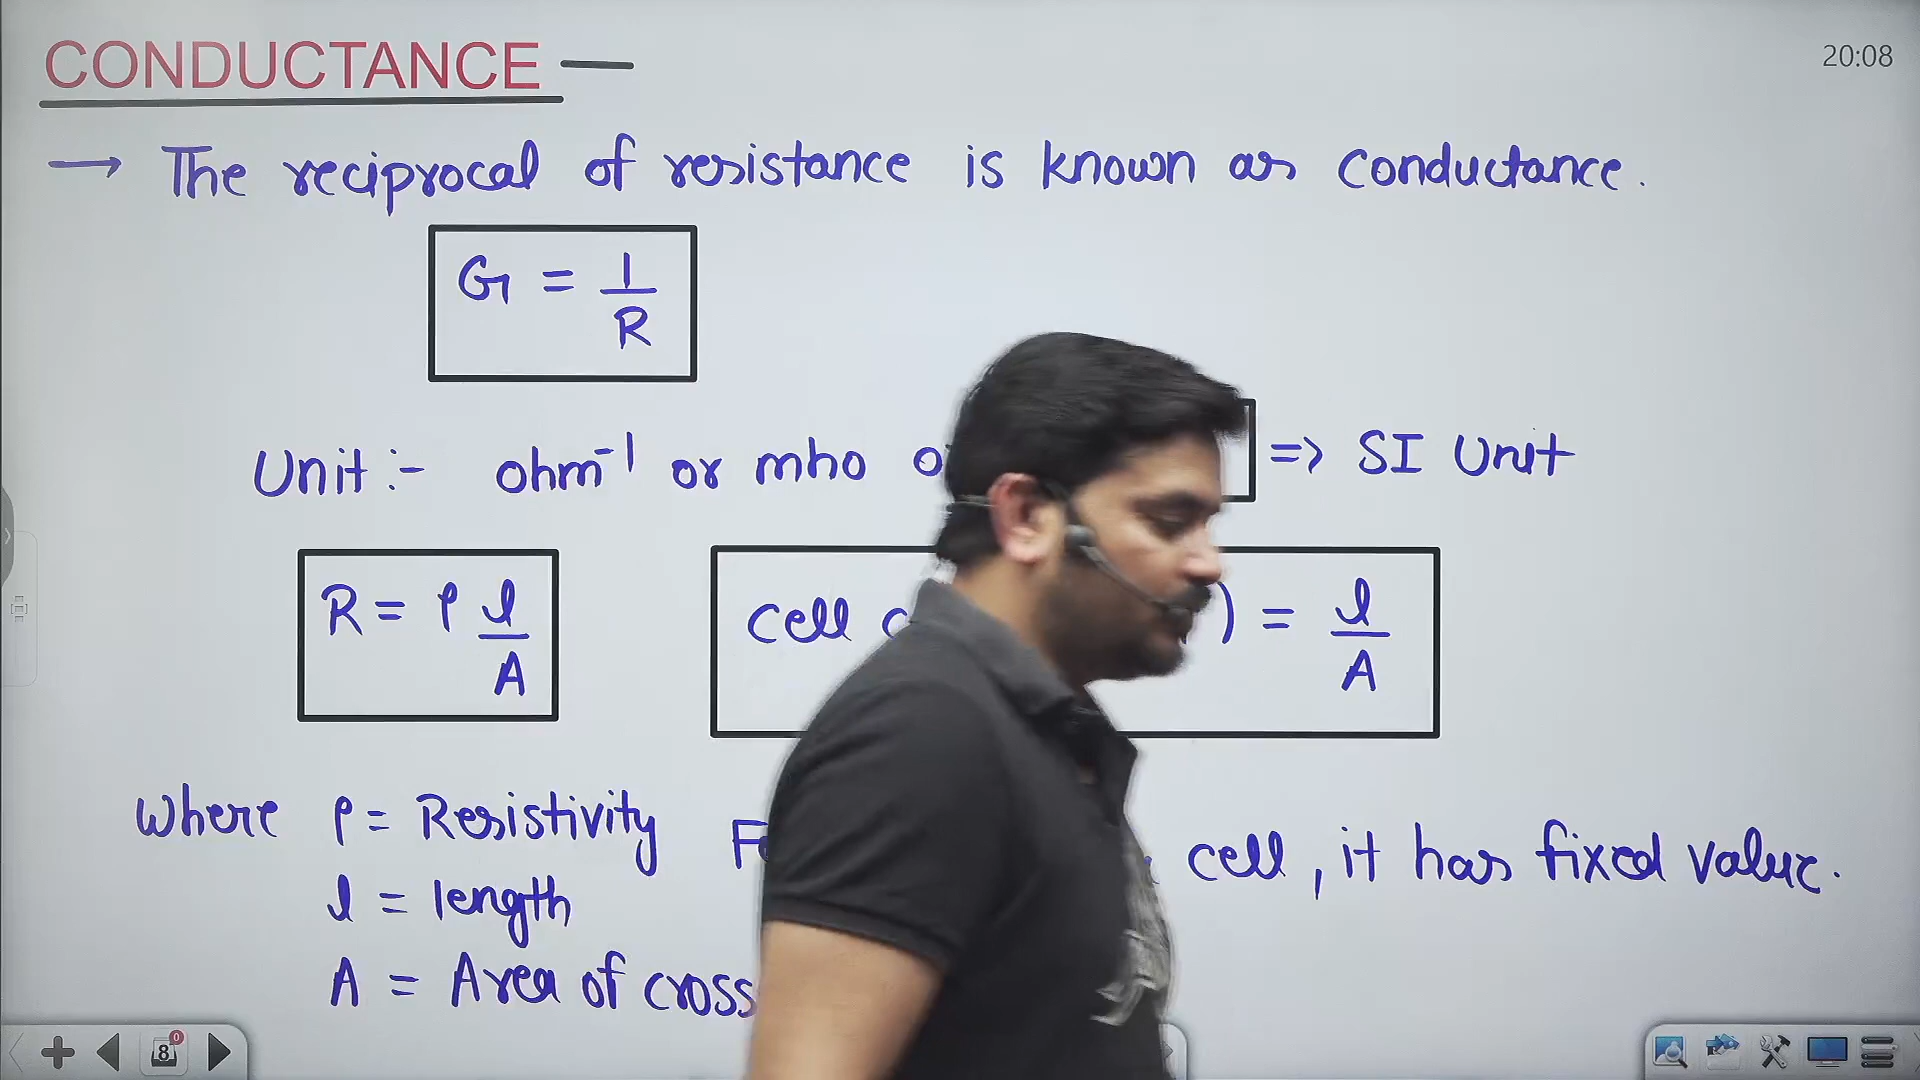 CONDUCTANCE —
20:08
→ The reciprocal of resistance is known as conductance.
G = 1/R
Unit :- ohm⁻¹ or mho => SI Unit
R = ρ l/A
cell ) = l/A
Where ρ = Resistivity
cell, it has fixed value.
l = length
A = Area of cross
8
0